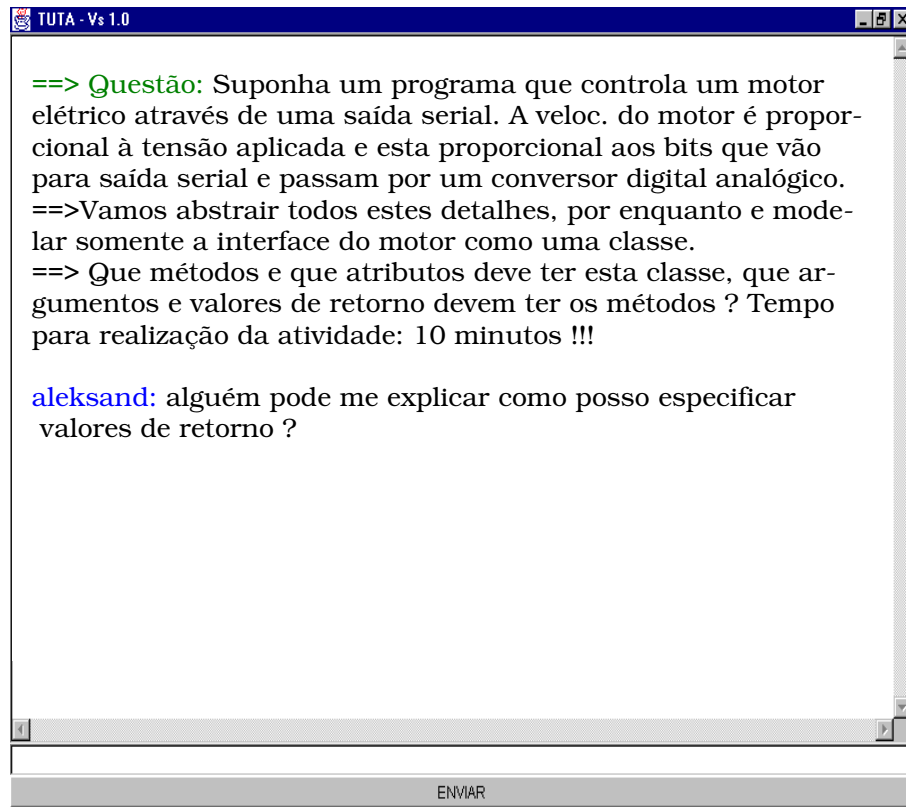 TUTA - Vs 1.0
==> Questão: Suponha um programa que controla um motor
elétrico através de uma saída serial. A veloc. do motor é propor-
cional à tensão aplicada e esta proporcional aos bits que vão
para saída serial e passam por um conversor digital analógico.
==>Vamos abstrair todos estes detalhes, por enquanto e mode-
lar somente a interface do motor como uma classe.
==> Que métodos e que atributos deve ter esta classe, que ar-
gumentos e valores de retorno devem ter os métodos ? Tempo
para realização da atividade: 10 minutos !!!
aleksand: alguém pode me explicar como posso especificar
valores de retorno ?
ENVIAR